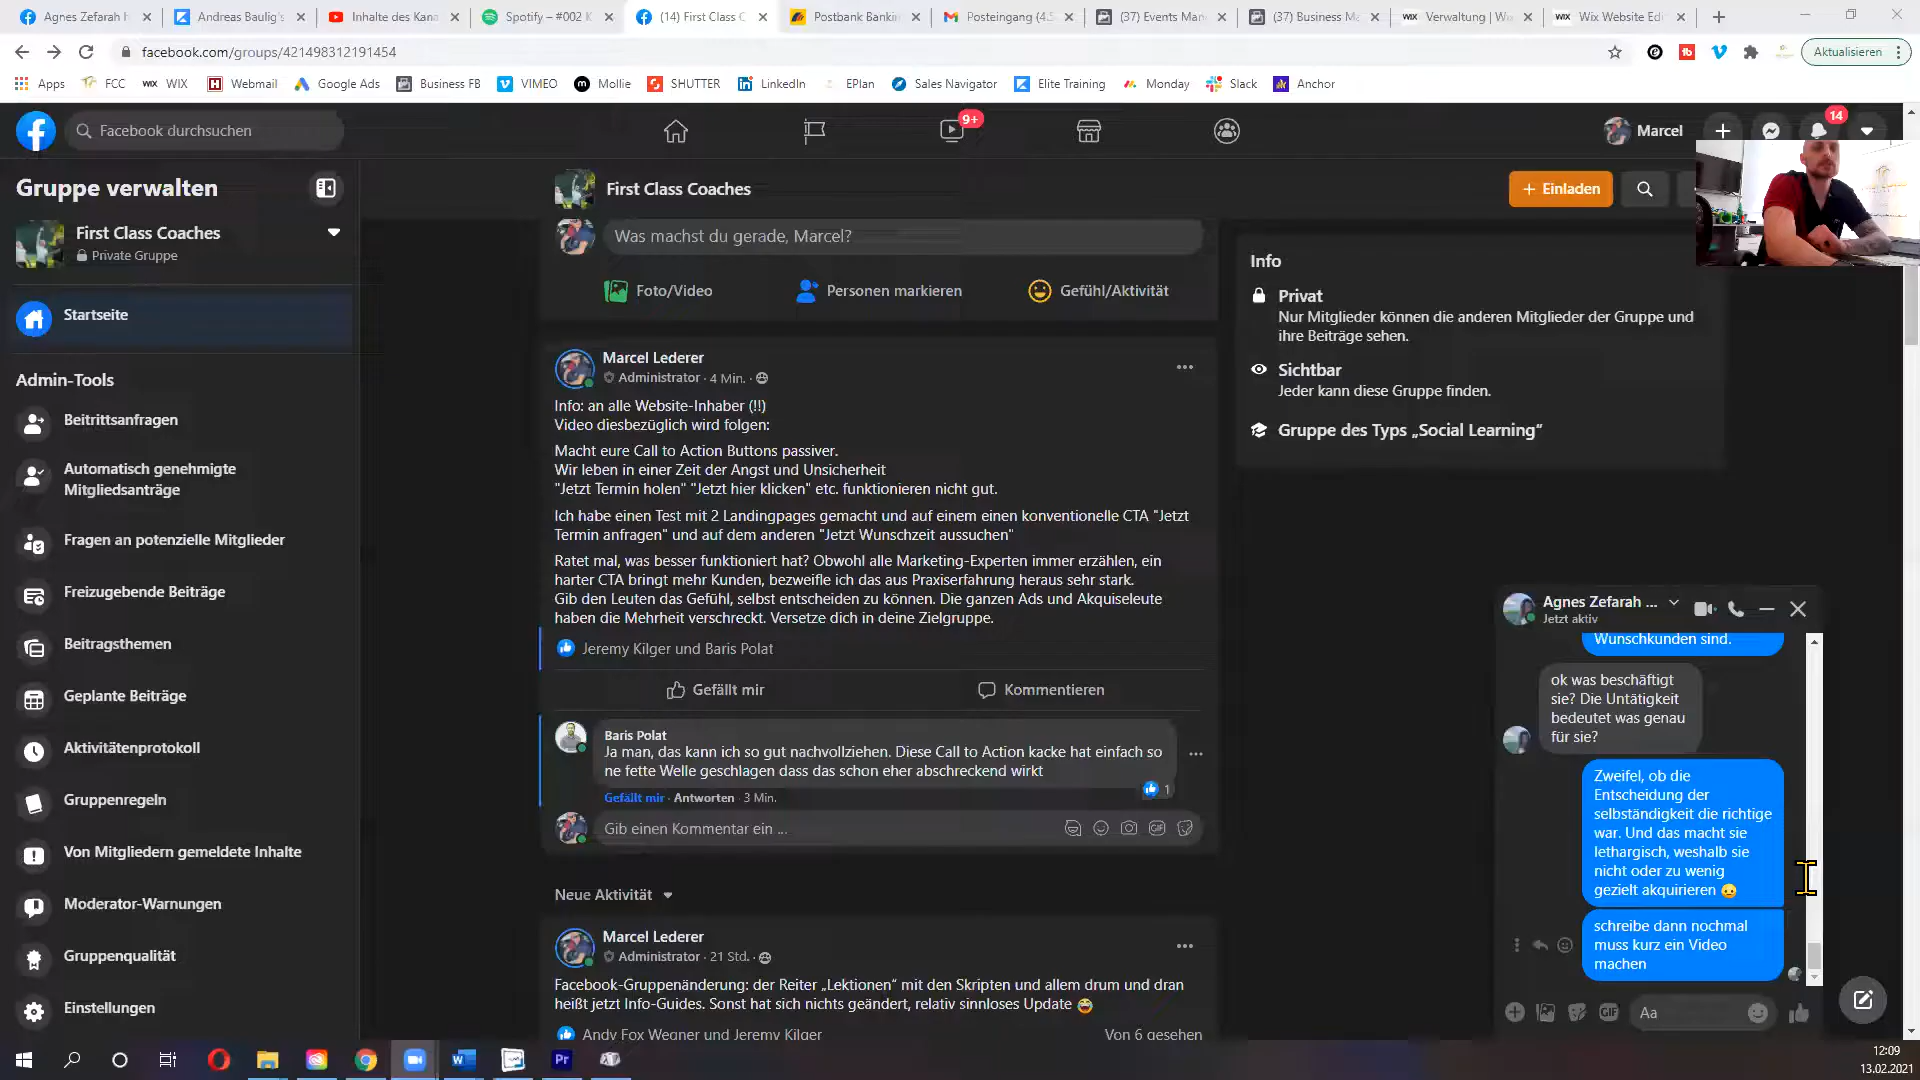 Agnes Zefarah
Andreas Baulig's
Inhalte des Kana
Spotify – #002 K
(14) First Class C
Postbank Bankin
Posteingang (4.5
(37) Events Man
(37) Business Ma
WIX Verwaltung | Wi
WIX Wix Website Edi
facebook.com/groups/421498312191454
Aktualisieren
Apps
FCC
WIX WIX
Webmail
Google Ads
Business FB
VIMEO
Mollie
SHUTTER
LinkedIn
EPlan
Sales Navigator
Elite Training
Monday
Slack
Anchor
Facebook durchsuchen
9+
Marcel
14
Gruppe verwalten
First Class Coaches
Private Gruppe
Startseite
Admin-Tools
Beitrittsanfragen
Automatisch genehmigte
Mitgliedsanträge
Fragen an potenzielle Mitglieder
Freizugebende Beiträge
Beitragsthemen
Geplante Beiträge
Aktivitätenprotokoll
Gruppenregeln
Von Mitgliedern gemeldete Inhalte
Moderator-Warnungen
Gruppenqualität
Einstellungen
First Class Coaches
+ Einladen
Was machst du gerade, Marcel?
Foto/Video
Personen markieren
Gefühl/Aktivität
Marcel Lederer
Administrator · 4 Min. ·
Info: an alle Website-Inhaber (!!)
Video diesbezüglich wird folgen:
Macht eure Call to Action Buttons passiver.
Wir leben in einer Zeit der Angst und Unsicherheit
"Jetzt Termin holen" "Jetzt hier klicken" etc. funktionieren nicht gut.
Ich habe einen Test mit 2 Landingpages gemacht und auf einem einen konventionelle CTA "Jetzt
Termin anfragen" und auf dem anderen "Jetzt Wunschzeit aussuchen"
Ratet mal, was besser funktioniert hat? Obwohl alle Marketing-Experten immer erzählen, ein
harter CTA bringt mehr Kunden, bezweifle ich das aus Praxiserfahrung heraus sehr stark.
Gib den Leuten das Gefühl, selbst entscheiden zu können. Die ganzen Ads und Akquiseleute
haben die Mehrheit verschreckt. Versetze dich in deine Zielgruppe.
Jeremy Kilger und Baris Polat
Gefällt mir
Kommentieren
Baris Polat
Ja man, das kann ich so gut nachvollziehen. Diese Call to Action kacke hat einfach so
ne fette Welle geschlagen dass das schon eher abschreckend wirkt
1
Gefällt mir · Antworten · 3 Min.
Gib einen Kommentar ein ...
GIF
Neue Aktivität
Marcel Lederer
Administrator · 21 Std. ·
Facebook-Gruppenänderung: der Reiter „Lektionen“ mit den Skripten und allem drum und dran
heißt jetzt Info-Guides. Sonst hat sich nichts geändert, relativ sinnloses Update
Andy Fox Wegner und Jeremy Kilger
Von 6 gesehen
Info
Privat
Nur Mitglieder können die anderen Mitglieder der Gruppe und
ihre Beiträge sehen.
Sichtbar
Jeder kann diese Gruppe finden.
Gruppe des Typs „Social Learning“
Agnes Zefarah ...
Jetzt aktiv
Wunschkunden sind.
ok was beschäftigt
sie? Die Untätigkeit
bedeutet was genau
für sie?
Zweifel, ob die
Entscheidung der
selbständigkeit die richtige
war. Und das macht sie
lethargisch, weshalb sie
nicht oder zu wenig
gezielt akquirieren
schreibe dann nochmal
muss kurz ein Video
machen
GIF
Aa
Pr
12:09
13.02.2021